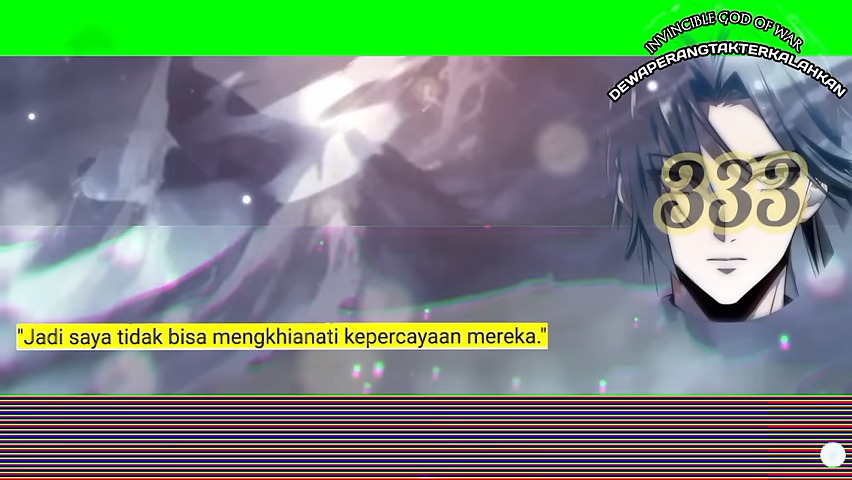 INVINCIBLE GOD OF WAR
DEWAPERANGTAKTERKALAHKAN
333
"Jadi saya tidak bisa mengkhianati kepercayaan mereka."